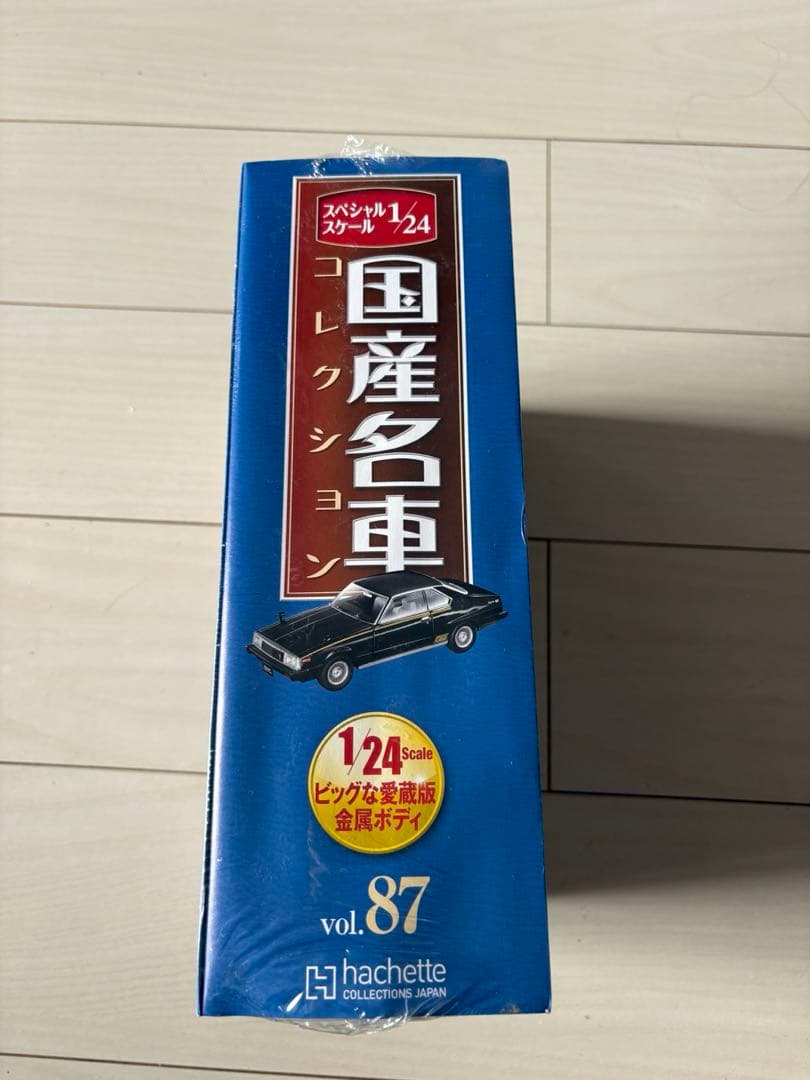 スペシャル
スケール
1/24
国産名車
コレクション
1/24 Scale
ビッグな愛蔵版
金属ボディ
vol.87
hachette
COLLECTIONS JAPAN